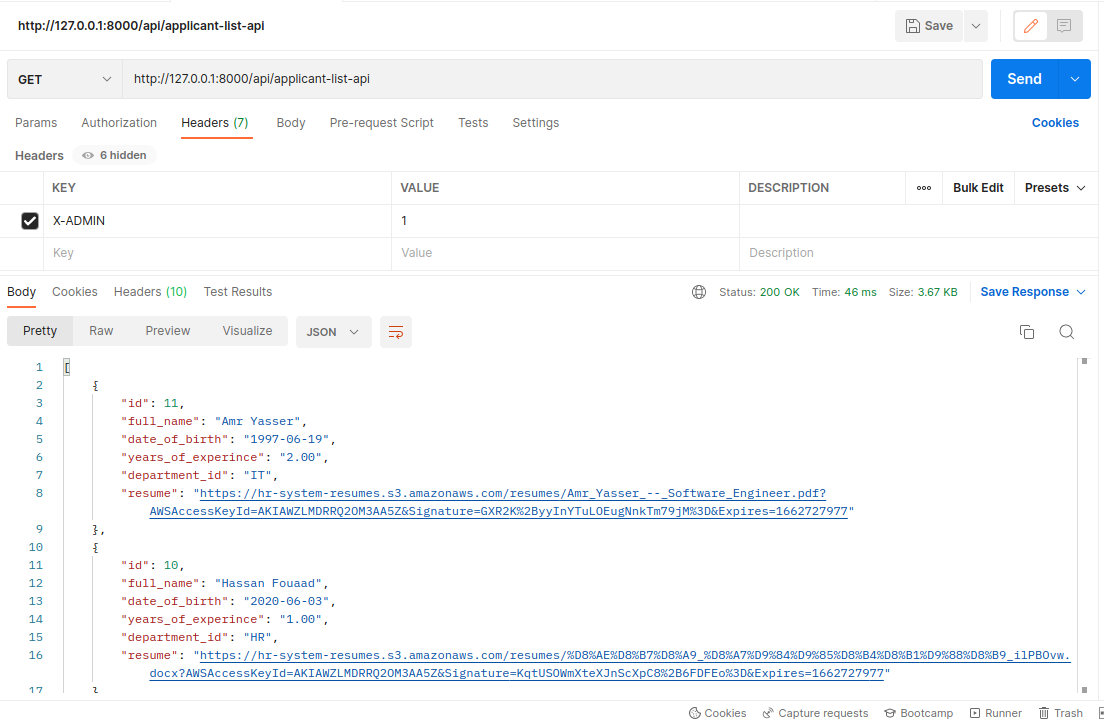 http://127.0.0.1:8000/api/applicant-list-api
Save
GET
http://127.0.0.1:8000/api/applicant-list-api
Send
Params Authorization Headers (7) Body Pre-request Script Tests Settings Cookies
Headers 6 hidden
KEY VALUE DESCRIPTION ooo Bulk Edit Presets
X-ADMIN 1
Key Value Description
Body Cookies Headers (10) Test Results Status: 200 OK Time: 46 ms Size: 3.67 KB Save Response
Pretty Raw Preview Visualize JSON
1 [
2 {
3 "id": 11,
4 "full_name": "Amr Yasser",
5 "date_of_birth": "1997-06-19",
6 "years_of_experince": "2.00",
7 "department_id": "IT",
8 "resume": "https://hr-system-resumes.s3.amazonaws.com/resumes/Amr_Yasser_--_Software_Engineer.pdf?
AWSAccessKeyId=AKIAWZLMDRRQ2OM3AA5Z&Signature=GXR2K%2ByyInYTuLOEugNnkTm79jM%3D&Expires=1662727977"
9 },
10 {
11 "id": 10,
12 "full_name": "Hassan Fouaad",
13 "date_of_birth": "2020-06-03",
14 "years_of_experince": "1.00",
15 "department_id": "HR",
16 "resume": "https://hr-system-resumes.s3.amazonaws.com/resumes/%D8%AE%D8%B7%D8%A9_%D8%A7%D9%84%D9%85%D8%B4%D8%B1%D9%88%D8%B9_ilPBOvw.
docx?AWSAccessKeyId=AKIAWZLMDRRQ2OM3AA5Z&Signature=KqtUSOWmXteXJnScXpC8%2B6FDFEo%3D&Expires=1662727977"
17 }
Cookies Capture requests Bootcamp Runner Trash